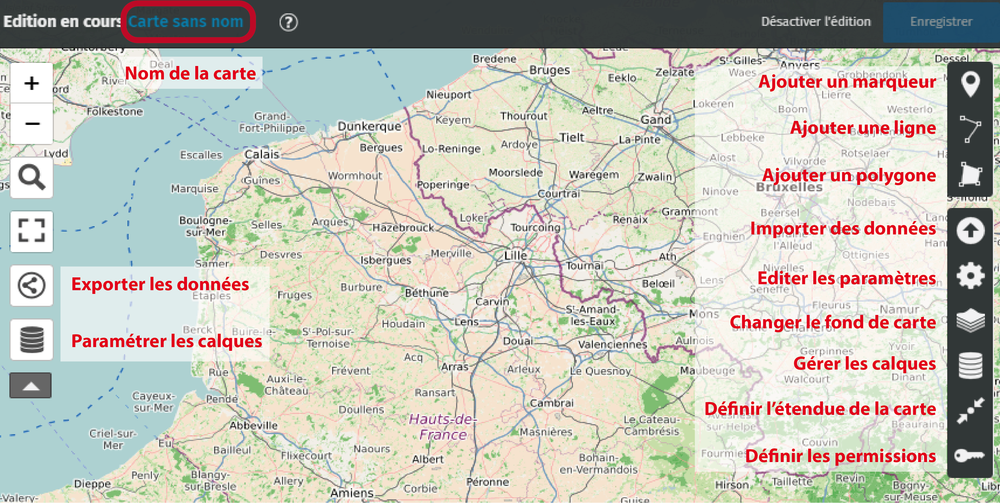 Edition en cours Carte sans nom ? Désactiver l'édition Enregistrer
Nom de la carte
Ajouter un marqueur
Ajouter une ligne
Ajouter un polygone
Importer des données
Editer les paramètres
Changer le fond de carte
Gérer les calques
Définir l’étendue de la carte
Définir les permissions
Exporter les données
Paramétrer les calques
+
−
Deal
Folkestone
Lydd
Bredene
Bruges
Eeklo
Zelzate
Sᵗ-Gilles-
Waes
Anvers
Grobbendonk
Dessel
Nieuport
Keyem
Thourout
Aeltre
Gand
Lokeren
Boom
Lierre
Westerlo
Grand-
Fort-Philippe
Dunkerque
Bergues
Lo-Reninge
Ardoye
Tielt
La-Pinte
Lebbeke
Alost
Vilvorde
Rotselaer
Escalles
Calais
Guînes
Marquise
Wormhout
Poperinge
Moorslede
Waregem
Zwalin
Courtrai
Ninove
Bruxelles
Nodebais
Boulogne-
sur-Mer
Selles
Arques
Hazebrouck
Loker
Tourcoing
Renaix
Grammont
Beersel
Enghien
l'Alleud
Ottignies
Desvres
Samer
Isbergues
Merville
Lille
Tournai
Ath
Nivelles
Etaples
Fruges
Burbure
Béthune
Carvin
Belœil
Lens
Seneffe
Fleurus
Namur
Sᵗ-Amand-
les-Eaux
Mons
Berck
Buire-le-
Sᵗ-Pol-sur-
Ternoise
Houdain
Lens
Douai
Valenciennes
Aulnois
Gerpinnes
Yvoir
Rue
Auxi-le-
Château
Frévent
Acq
Arras
Arleux
Le Quesnoy
Maubeuge
Walcourt
Dinant
Cayeux-
sur-Mer
Pendé
Ransart
Doullens
Cambrai
Hauts-de-
France
Abbeville
Masnières
Le Cateau-
Cambrésis
sur-Helpe
Beauraing
Criel-sur-
Mer
Eu
Bailleul
Flixecourt
Naours
Albert
Bohain-
en-Vermandois
Couvin
Fourmies
Dieppe
Penly
Blangy-
sur-Bresle
Allery
Amiens
Corbie
Péronne
Hirson
Taillette
Revin
Bogny-
sur-Meuse
-Valery-
Guise